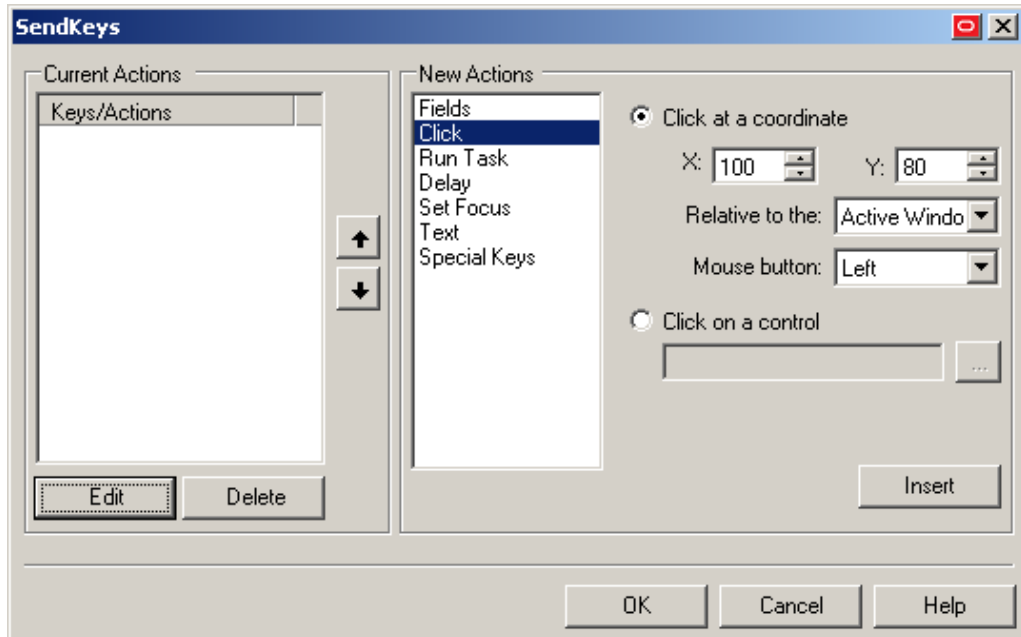 SendKeys
Current Actions
Keys/Actions
Edit
Delete
New Actions
Fields
Click
Run Task
Delay
Set Focus
Text
Special Keys
Click at a coordinate
X: 100 Y: 80
Relative to the: Active Windo
Mouse button: Left
Click on a control
...
Insert
OK
Cancel
Help